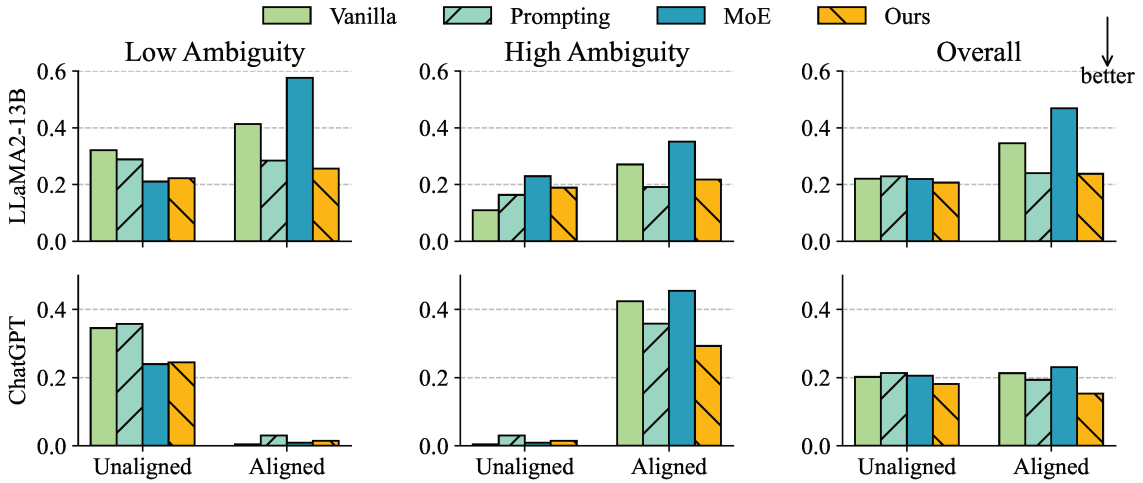 Vanilla Prompting MoE Ours
Low Ambiguity High Ambiguity Overall
better
LLaMA2-13B
0.6 0.6 0.6
0.4 0.4 0.4
0.2 0.2 0.2
0.0 0.0 0.0
ChatGPT
0.4 0.4 0.4
0.2 0.2 0.2
0.0 0.0 0.0
Unaligned Aligned Unaligned Aligned Unaligned Aligned